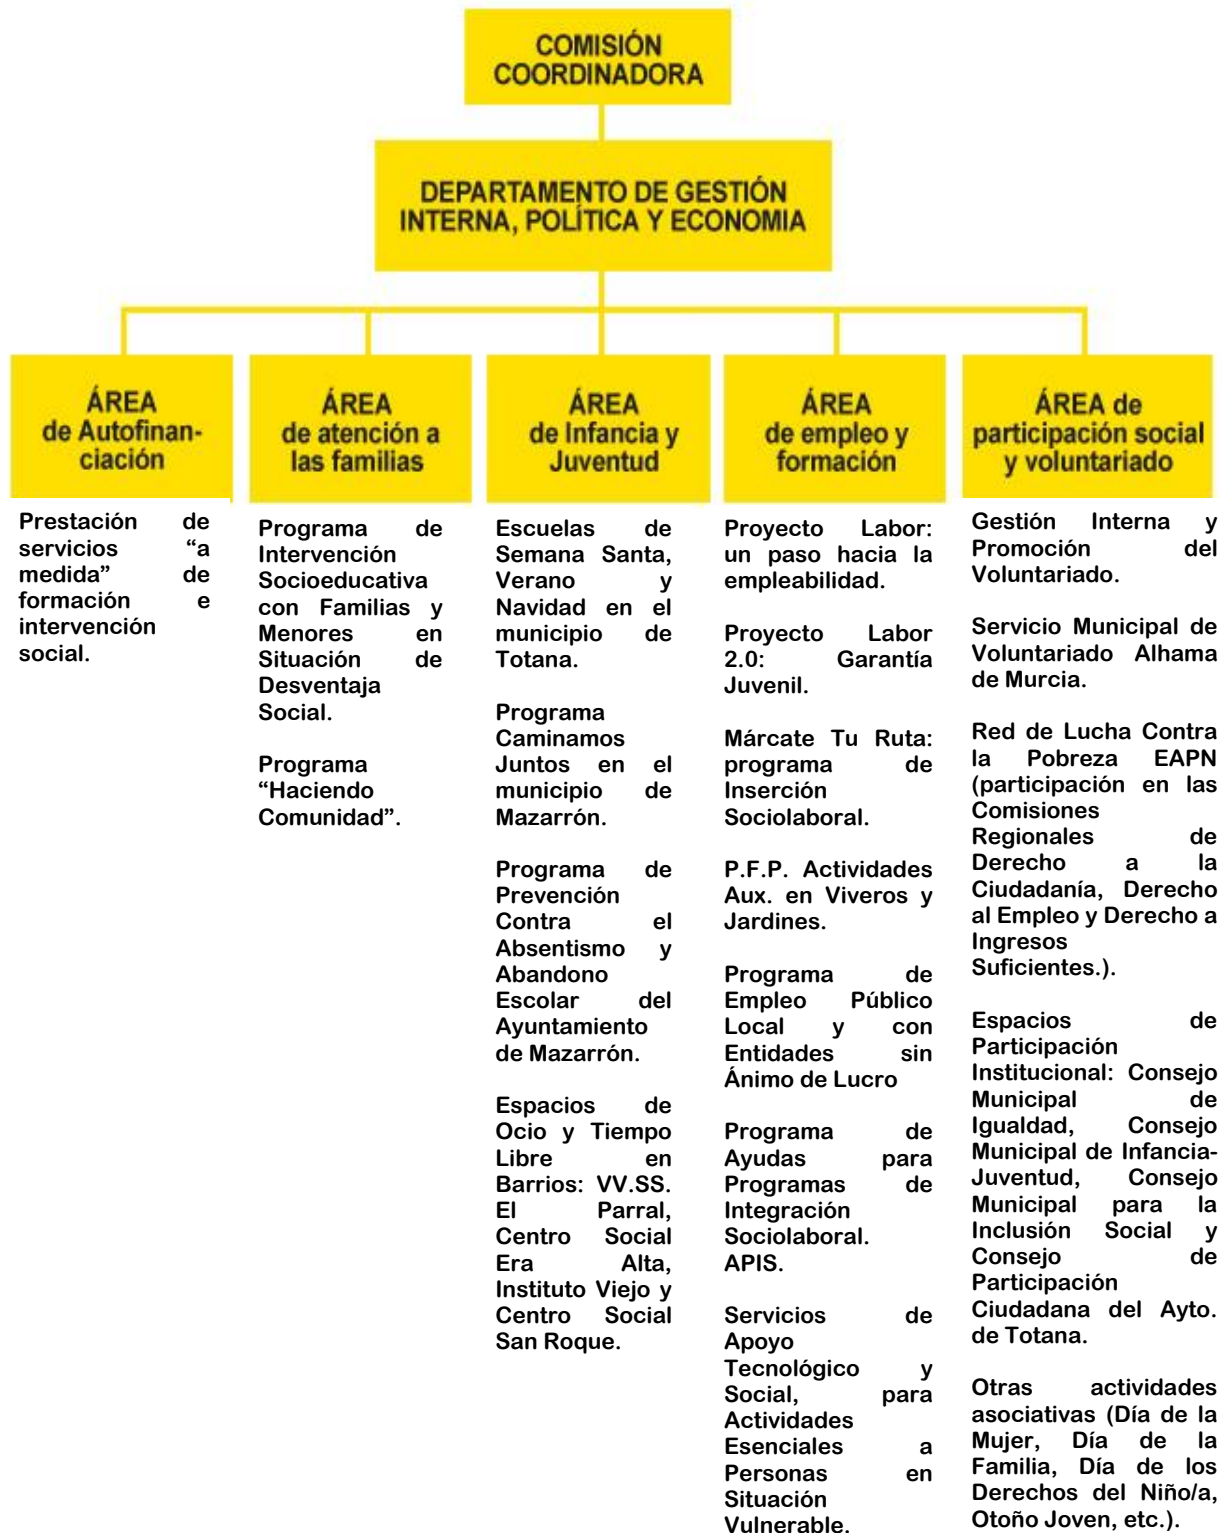 COMISIÓN
COORDINADORA
DEPARTAMENTO DE GESTIÓN
INTERNA, POLÍTICA Y ECONOMIA
ÁREA
de Autofinan-
ciación
Prestación de
servicios “a
medida” de
formación e
intervención
social.
ÁREA
de atención a
las familias
Programa de
Intervención
Socioeducativa
con Familias y
Menores en
Situación de
Desventaja
Social.
Programa
“Haciendo
Comunidad”.
ÁREA
de Infancia y
Juventud
Escuelas de
Semana Santa,
Verano y
Navidad en el
municipio de
Totana.
Programa
Caminamos
Juntos en el
municipio de
Mazarrón.
Programa de
Prevención
Contra el
Absentismo y
Abandono
Escolar del
Ayuntamiento
de Mazarrón.
Espacios de
Ocio y Tiempo
Libre en
Barrios: VV.SS.
El Parral,
Centro Social
Era Alta,
Instituto Viejo y
Centro Social
San Roque.
ÁREA
de empleo y
formación
Proyecto Labor:
un paso hacia la
empleabilidad.
Proyecto Labor
2.0: Garantía
Juvenil.
Márcate Tu Ruta:
programa de
Inserción
Sociolaboral.
P.F.P. Actividades
Aux. en Viveros y
Jardines.
Programa de
Empleo Público
Local y con
Entidades sin
Ánimo de Lucro
Programa de
Ayudas para
Programas de
Integración
Sociolaboral.
APIS.
Servicios de
Apoyo
Tecnológico y
Social, para
Actividades
Esenciales a
Personas en
Situación
Vulnerable.
ÁREA de
participación social
y voluntariado
Gestión Interna y
Promoción del
Voluntariado.
Servicio Municipal de
Voluntariado Alhama
de Murcia.
Red de Lucha Contra
la Pobreza EAPN
(participación en las
Comisiones
Regionales de
Derecho a la
Ciudadanía, Derecho
al Empleo y Derecho a
Ingresos
Suficientes.).
Espacios de
Participación
Institucional: Consejo
Municipal de
Igualdad, Consejo
Municipal de Infancia-
Juventud, Consejo
Municipal para la
Inclusión Social y
Consejo de
Participación
Ciudadana del Ayto.
de Totana.
Otras actividades
asociativas (Día de la
Mujer, Día de la
Familia, Día de los
Derechos del Niño/a,
Otoño Joven, etc.).